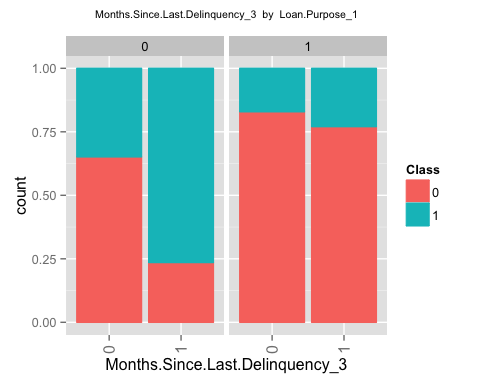 Months.Since.Last.Delinquency_3 by Loan.Purpose_1
0 1
1.00
0.75
0.50
0.25
0.00
count
0 1 0 1
Months.Since.Last.Delinquency_3
Class
0
1